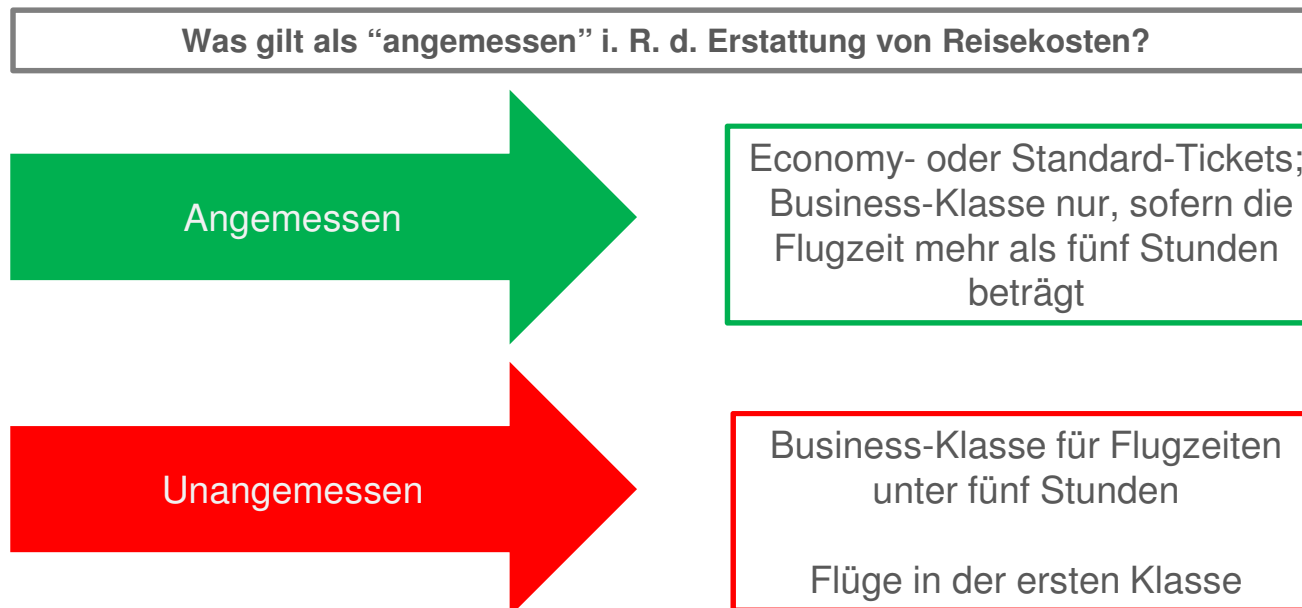 Was gilt als “angemessen” i. R. d. Erstattung von Reisekosten?
Angemessen
Economy- oder Standard-Tickets;
Business-Klasse nur, sofern die
Flugzeit mehr als fünf Stunden
beträgt
Unangemessen
Business-Klasse für Flugzeiten
unter fünf Stunden
Flüge in der ersten Klasse